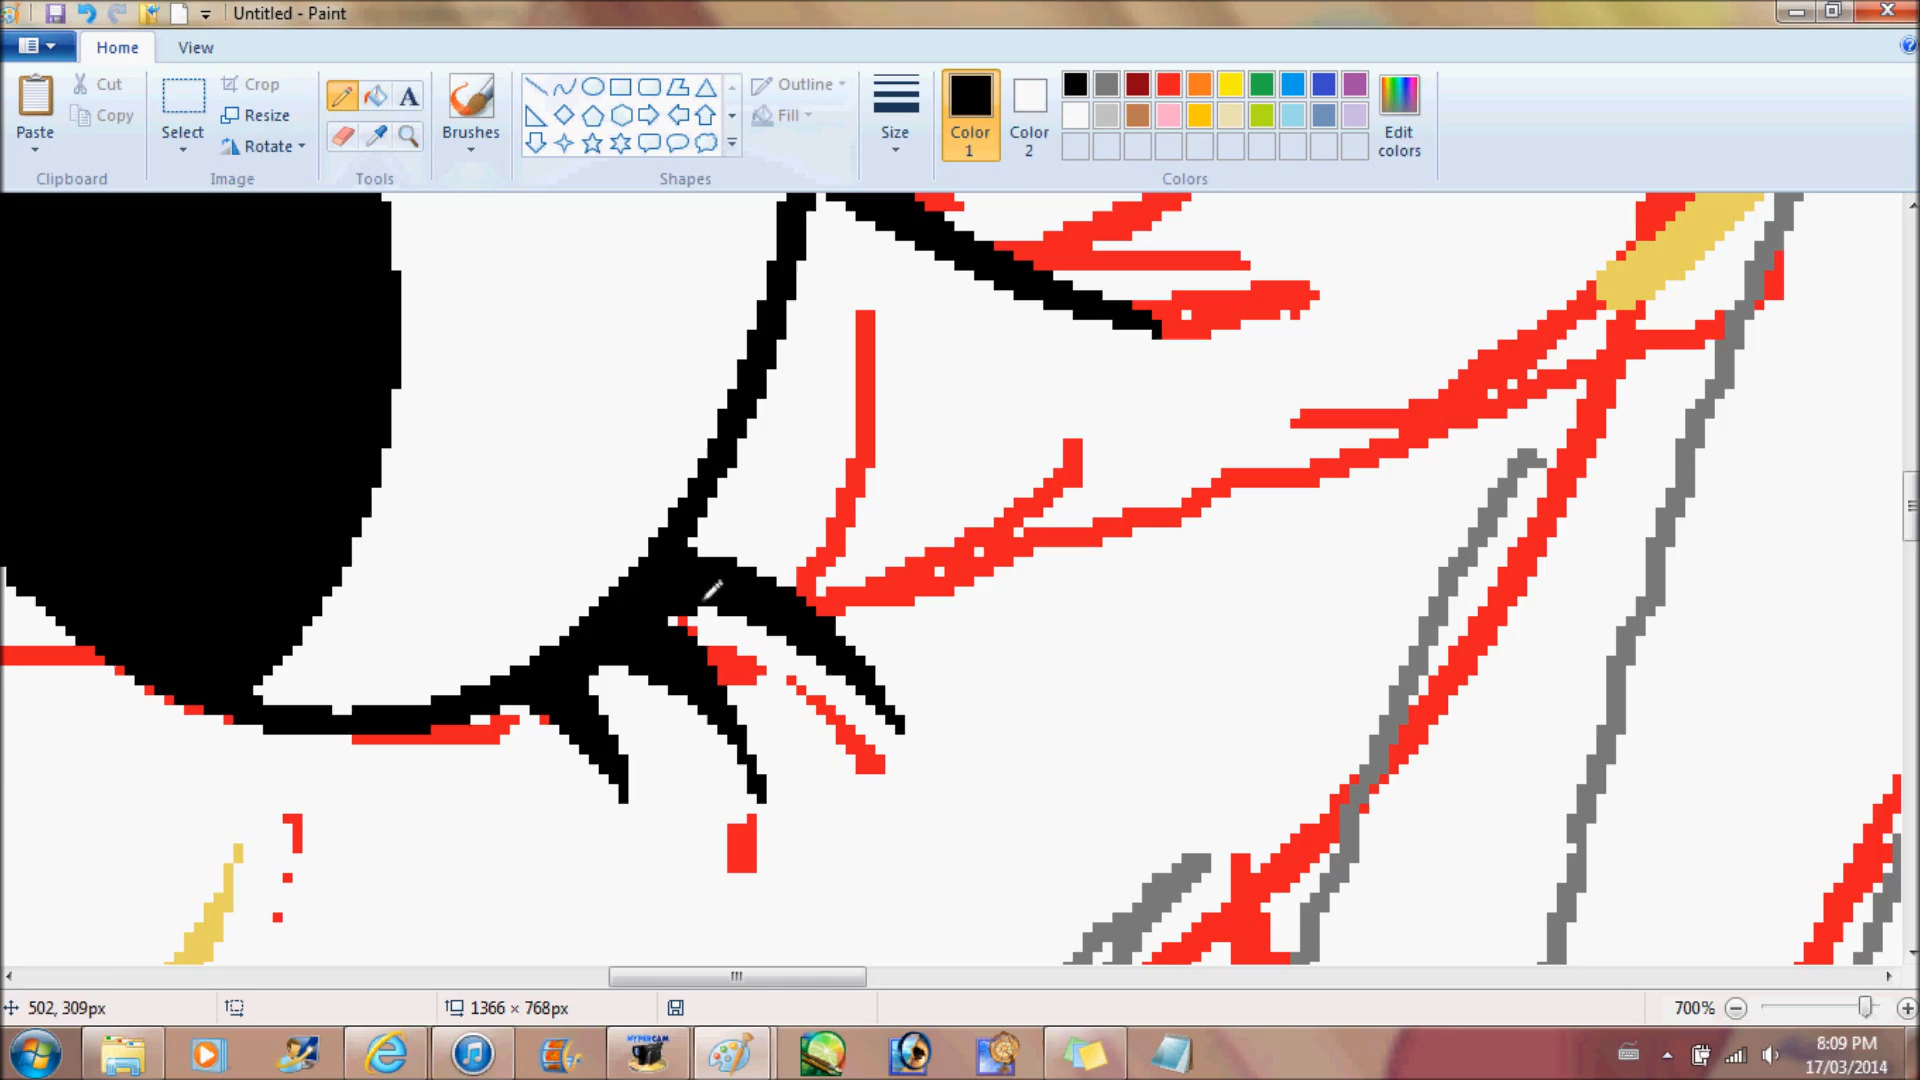 Untitled - Paint
Home View
Paste
Cut
Copy
Clipboard
Select
Crop
Resize
Rotate
Image
A
Tools
Brushes
Outline
Fill
Shapes
Size
Color 1
Color 2
Edit colors
Colors
502, 309px
1366 × 768px
700%
HYPERCAM
8:09 PM
17/03/2014